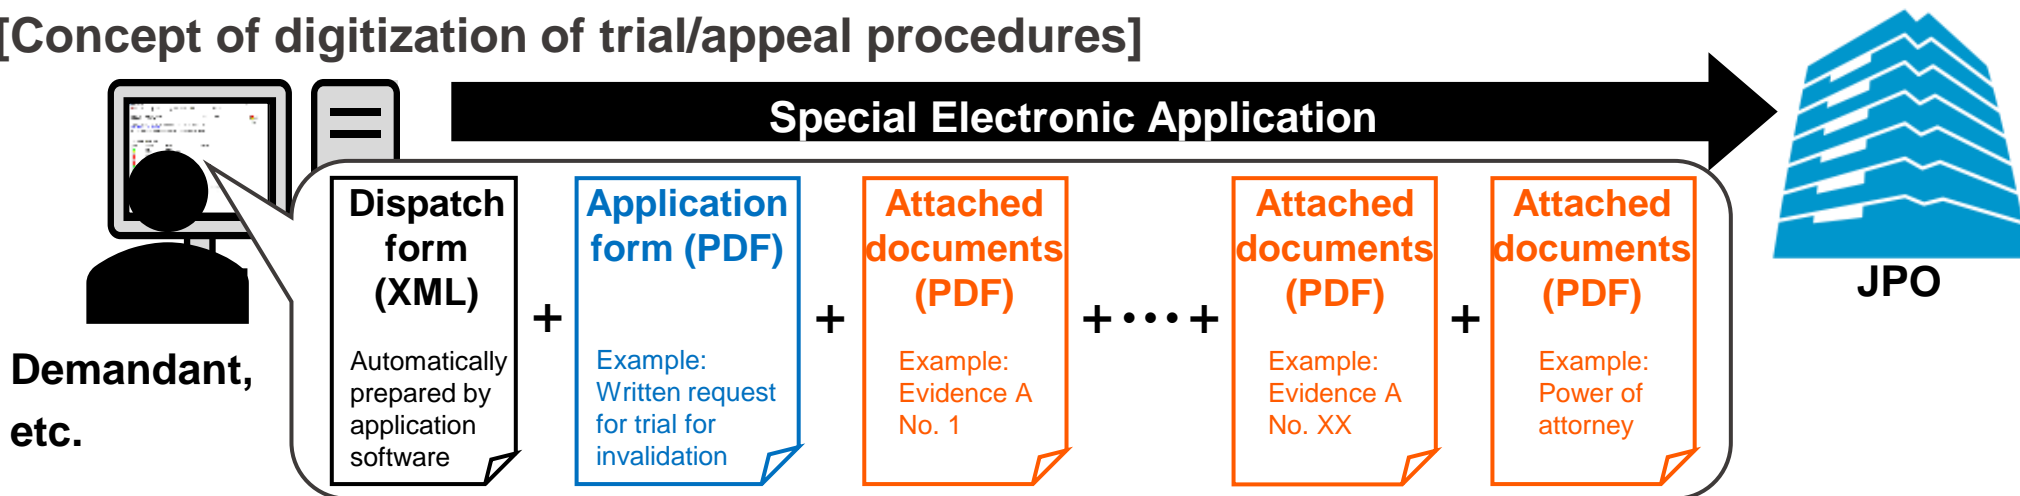 [Concept of digitization of trial/appeal procedures]
Special Electronic Application
Dispatch
form
(XML)
Automatically
prepared by
application
software
+
Application
form (PDF)
Example:
Written request
for trial for
invalidation
+
Attached
documents
(PDF)
Example:
Evidence A
No. 1
+･･･+
Attached
documents
(PDF)
Example:
Evidence A
No. XX
+
Attached
documents
(PDF)
Example:
Power of
attorney
Demandant,
etc.
JPO